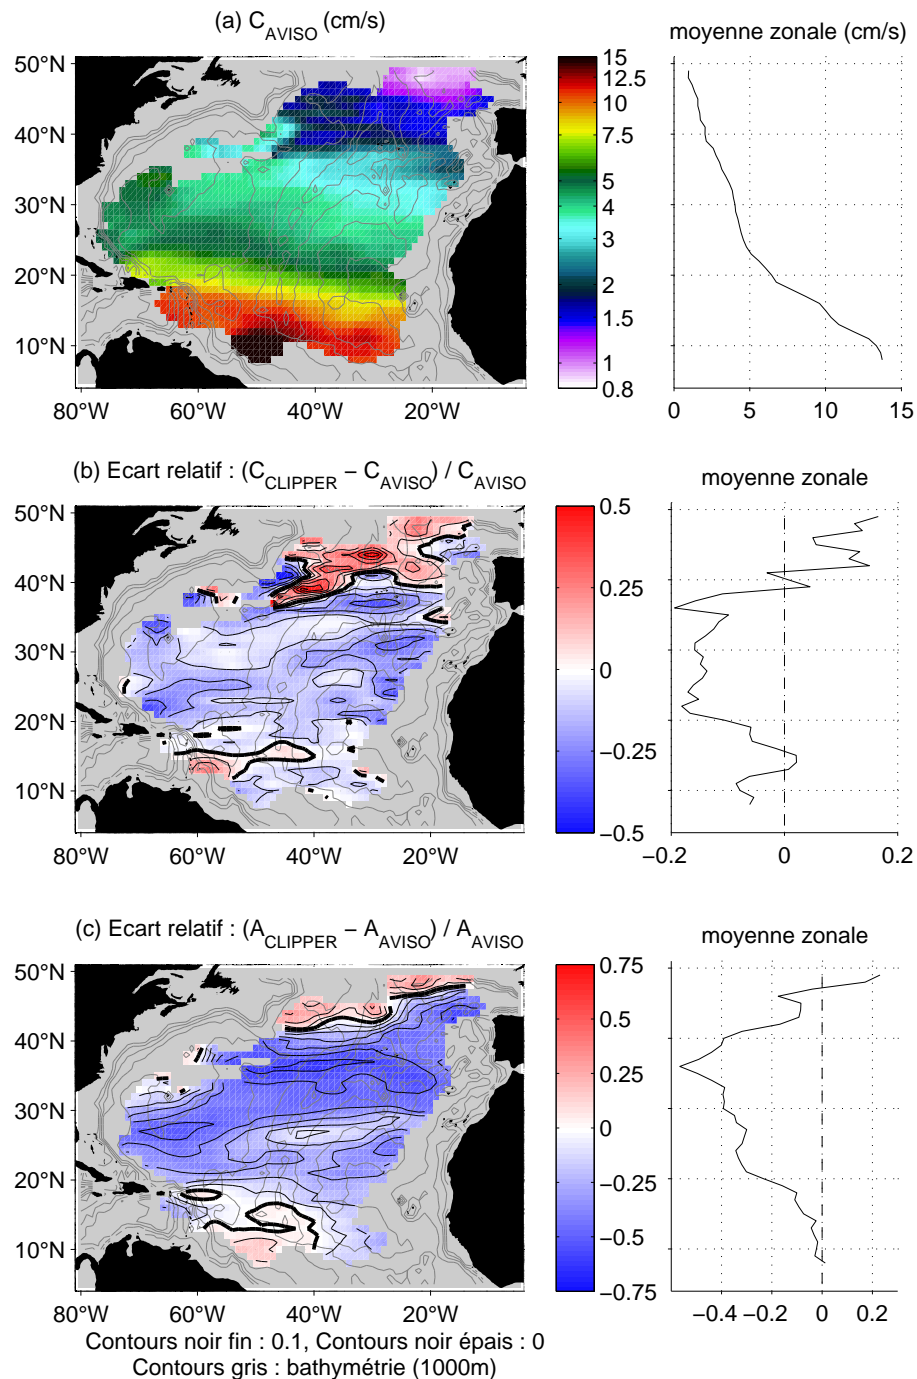 (a) C_AVISO (cm/s)
moyenne zonale (cm/s)
50°N
40°N
30°N
20°N
10°N
80°W 60°W 40°W 20°W
15
12.5
10
7.5
5
4
3
2
1.5
1
0.8
0 5 10 15
(b) Ecart relatif : (C_CLIPPER − C_AVISO) / C_AVISO
moyenne zonale
50°N
40°N
30°N
20°N
10°N
80°W 60°W 40°W 20°W
0.5
0.25
0
−0.25
−0.5
−0.2 0 0.2
(c) Ecart relatif : (A_CLIPPER − A_AVISO) / A_AVISO
moyenne zonale
50°N
40°N
30°N
20°N
10°N
80°W 60°W 40°W 20°W
0.75
0.5
0.25
0
−0.25
−0.5
−0.75
−0.4 −0.2 0 0.2
Contours noir fin : 0.1, Contours noir épais : 0
Contours gris : bathymétrie (1000m)